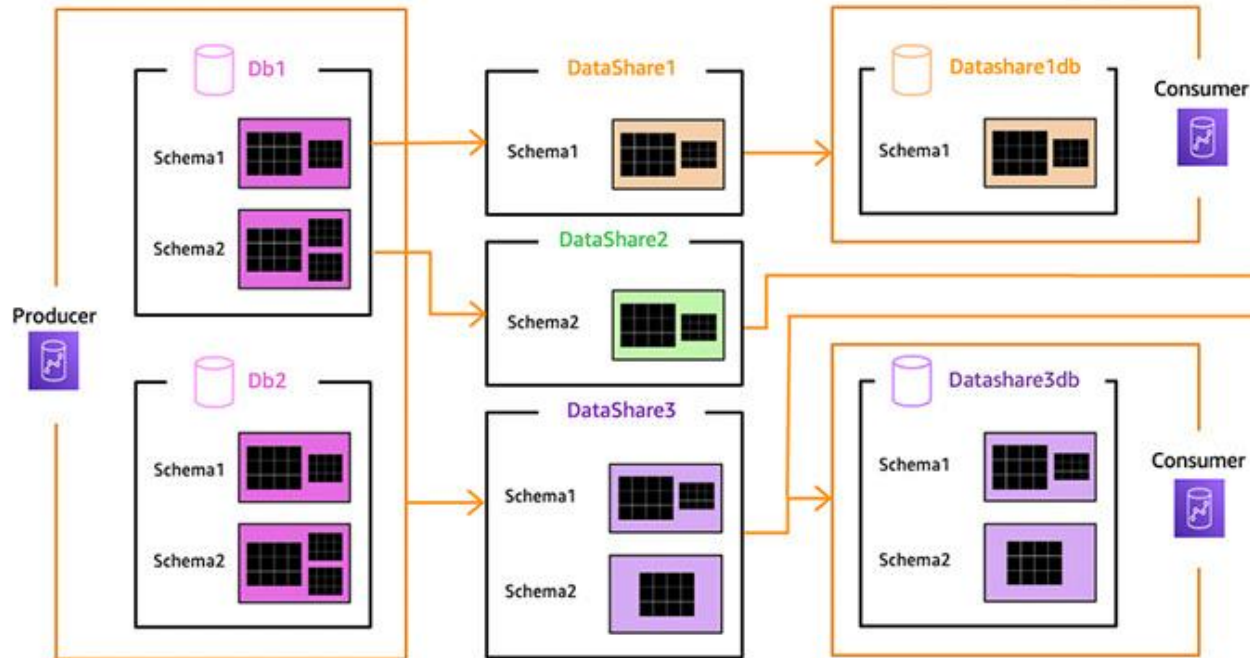 Db1
DataShare1
Datashare1db
Consumer
Schema1
Schema1
Schema1
Schema2
DataShare2
Producer
Schema2
Db2
DataShare3
Datashare3db
Schema1
Schema1
Schema1
Consumer
Schema2
Schema2
Schema2